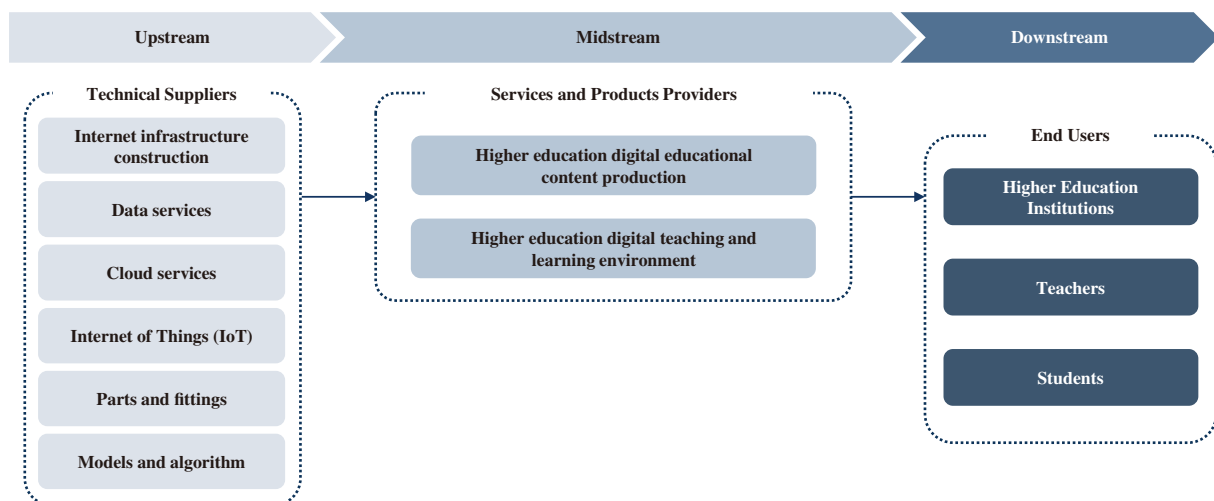 Upstream
Midstream
Downstream
Technical Suppliers
Internet infrastructure
construction
Data services
Cloud services
Internet of Things (IoT)
Parts and fittings
Models and algorithm
Services and Products Providers
Higher education digital educational
content production
Higher education digital teaching and
learning environment
End Users
Higher Education
Institutions
Teachers
Students